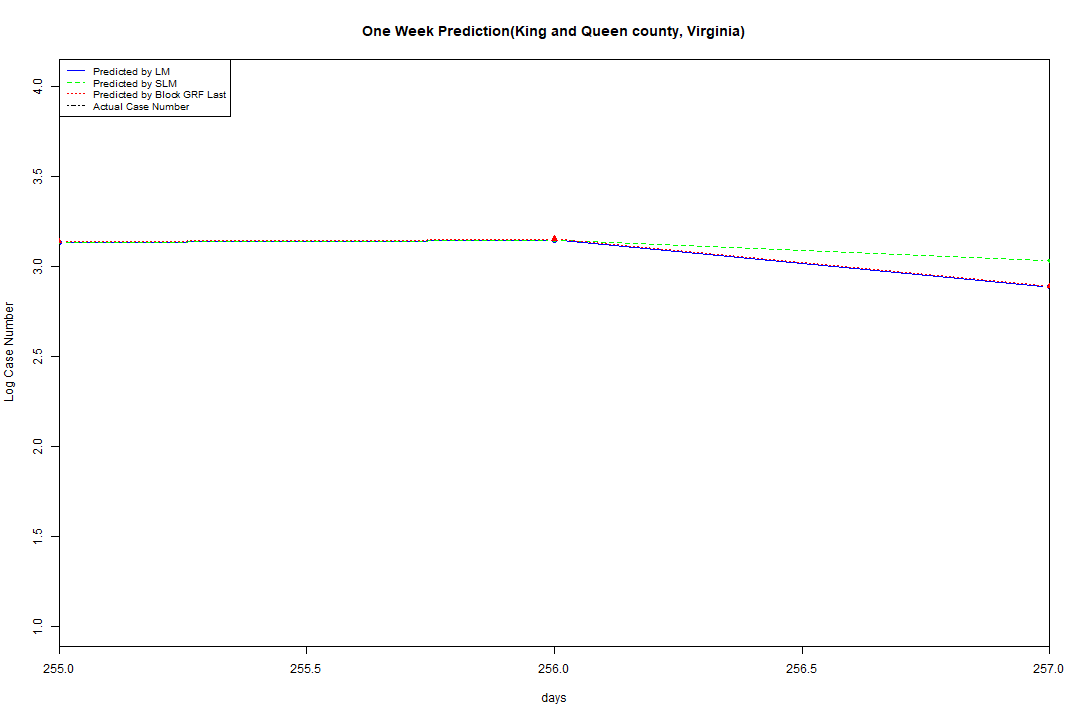 One Week Prediction(King and Queen county, Virginia)
Predicted by LM
Predicted by SLM
Predicted by Block GRF Last
Actual Case Number
4.0
3.5
3.0
2.5
2.0
1.5
1.0
Log Case Number
255.0 255.5 256.0 256.5 257.0
days